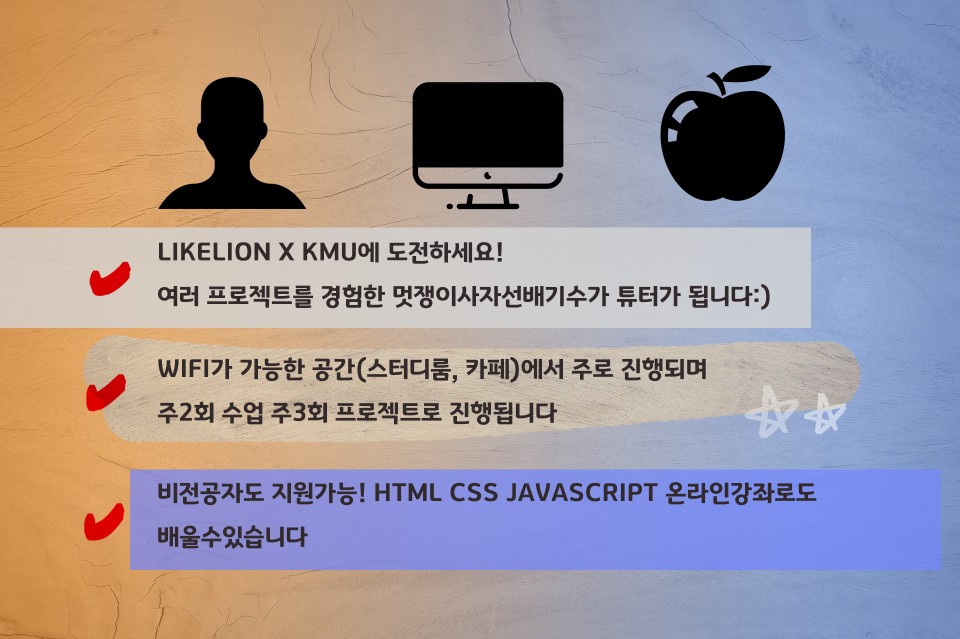 LIKELION X KMU에 도전하세요!
여러 프로젝트를 경험한 멋쟁이사자선배기수가 튜터가 됩니다:)
WIFI가 가능한 공간(스터디룸, 카페)에서 주로 진행되며
주2회 수업 주3회 프로젝트로 진행됩니다
비전공자도 지원가능! HTML CSS JAVASCRIPT 온라인강좌로도
배울수있습니다